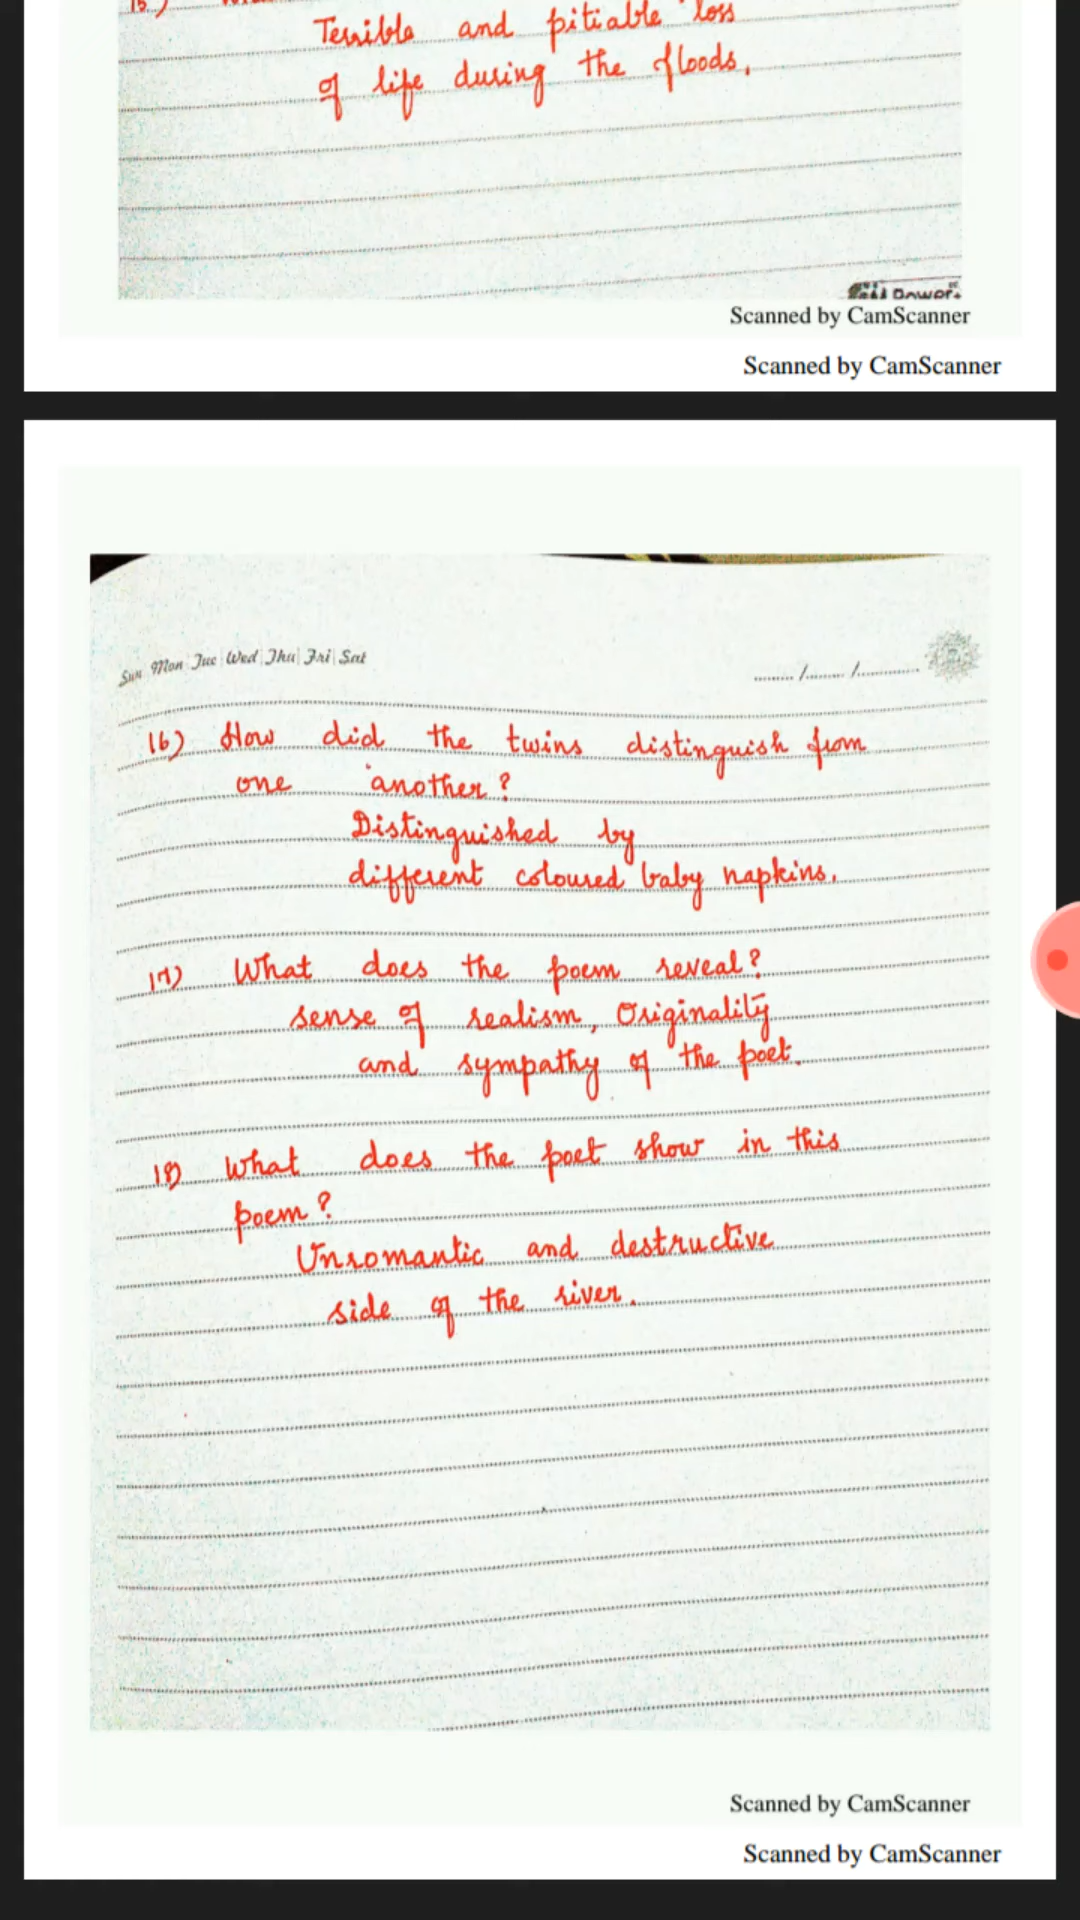 15)
Terrible and pitiable loss
of life during the floods.
Scanned by CamScanner
Scanned by CamScanner
Sun Mon Tue Wed Thu Fri Sat
......... /......... /.............
16) How did the twins distinguish from
one another?
Distinguished by
different coloured baby napkins.
17) What does the poem reveal?
sense of realism, Originality
and sympathy of the poet.
18) What does the poet show in this
poem?
Unromantic and destructive
side of the river.
Scanned by CamScanner
Scanned by CamScanner